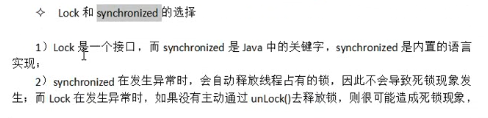 ✧ Lock 和 synchronized 的选择
1）Lock 是一个接口，而 synchronized 是 Java 中的关键字，synchronized 是内置的语言
实现；
2）synchronized 在发生异常时，会自动释放线程占有的锁，因此不会导致死锁现象发
生；而 Lock 在发生异常时，如果没有主动通过 unLock()去释放锁，则很可能造成死锁现象，